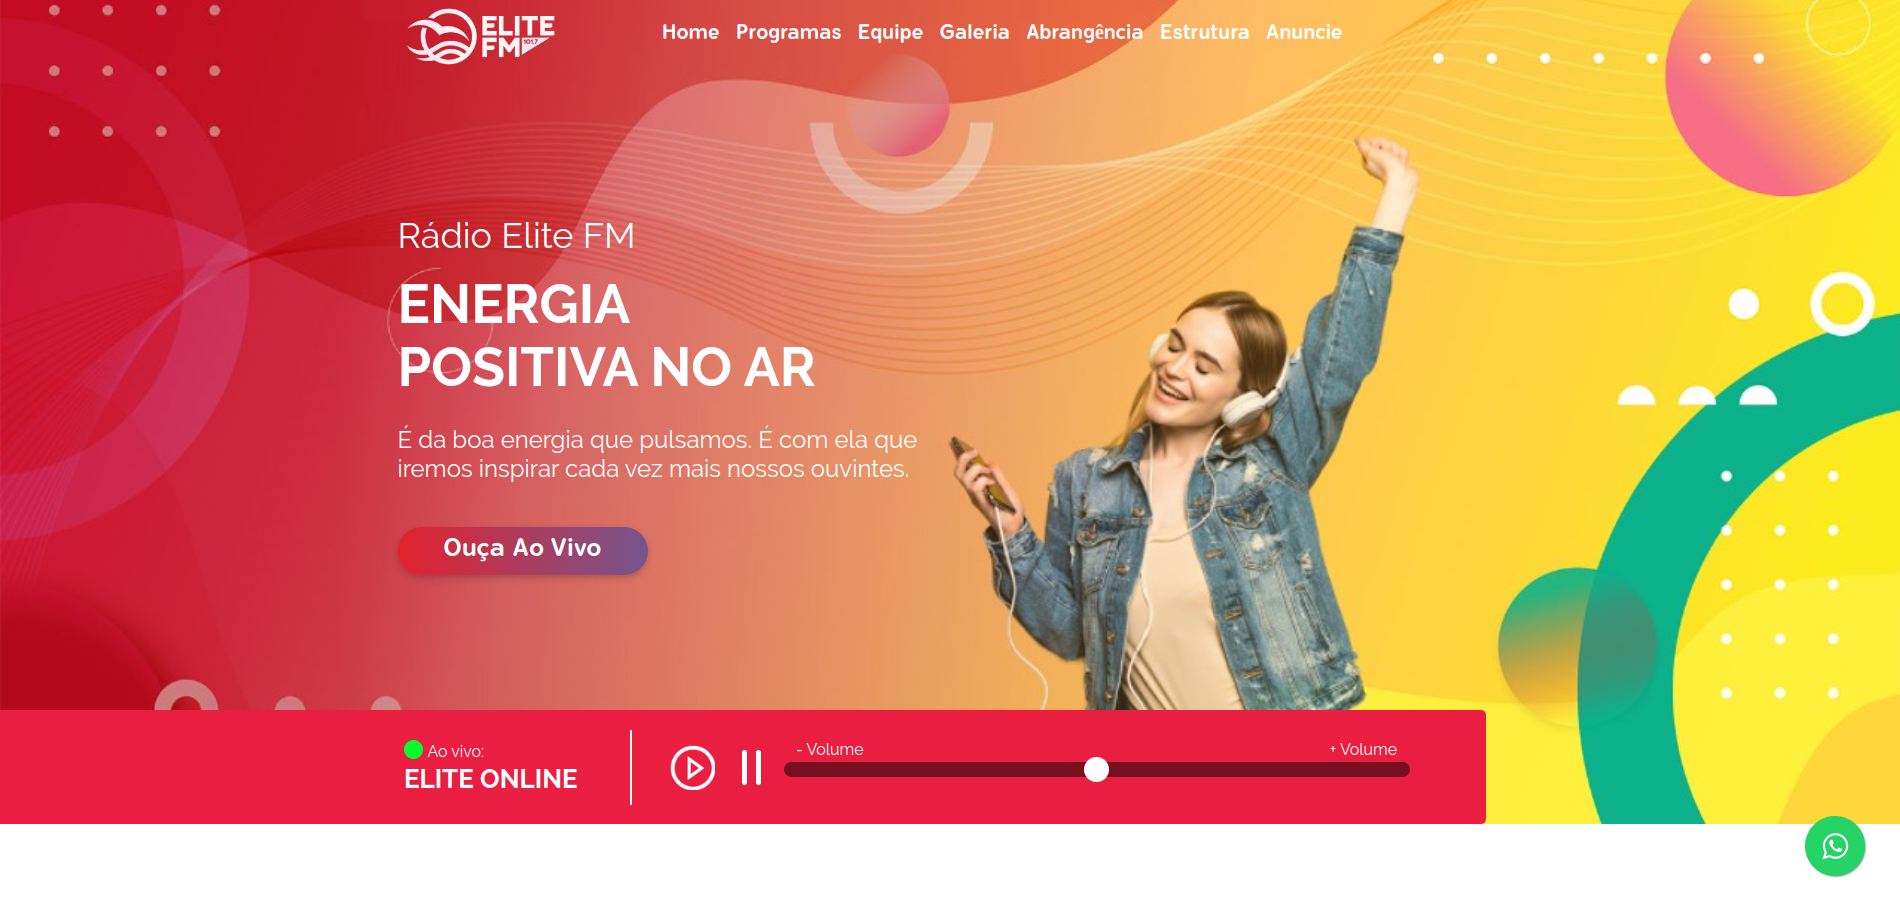 ELITE
FM 101,7
Home Programas Equipe Galeria Abrangência Estrutura Anuncie
Rádio Elite FM
ENERGIA
POSITIVA NO AR
É da boa energia que pulsamos. É com ela que
iremos inspirar cada vez mais nossos ouvintes.
Ouça Ao Vivo
Ao vivo:
ELITE ONLINE
- Volume
+ Volume